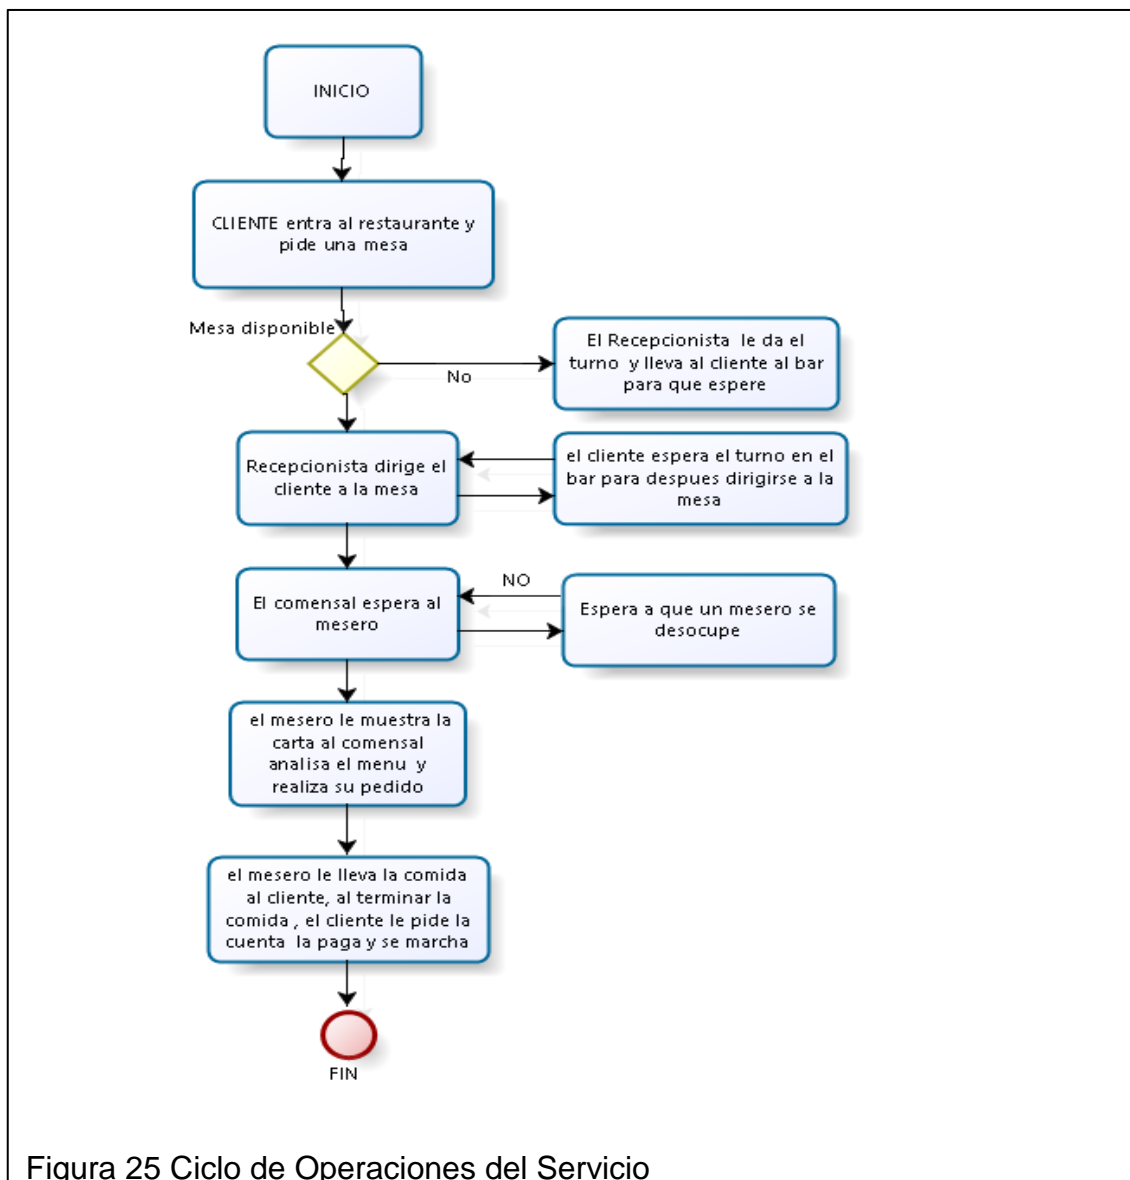 INICIO
CLIENTE entra al restaurante y
pide una mesa
Mesa disponible
No
El Recepcionista le da el
turno y lleva al cliente al bar
para que espere
Recepcionista dirige el
cliente a la mesa
el cliente espera el turno en el
bar para despues dirigirse a la
mesa
El comensal espera al
mesero
NO
Espera a que un mesero se
desocupe
el mesero le muestra la
carta al comensal
analisa el menu y
realiza su pedido
el mesero le lleva la comida
al cliente, al terminar la
comida , el cliente le pide la
cuenta la paga y se marcha
FIN
Figura 25 Ciclo de Operaciones del Servicio